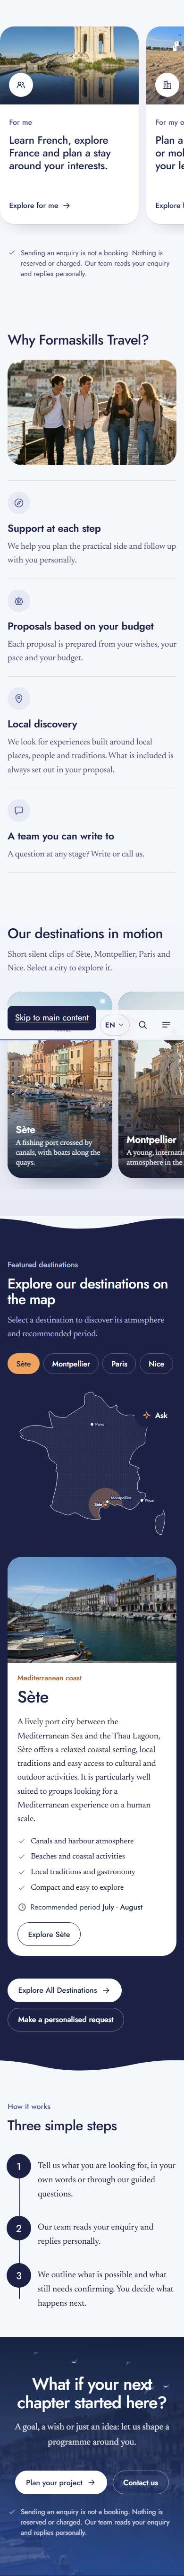 For me
For my o
Learn French, explore
France and plan a stay
around your interests.
Plan a
or mol
your le
Explore for me
Explore f
Sending an enquiry is not a booking. Nothing is
reserved or charged. Our team reads your enquiry
and replies personally.
Why Formaskills Travel?
Support at each step
We help you plan the practical side and follow up
with you personally.
Proposals based on your budget
Each proposal is prepared from your wishes, your
pace and your budget.
Local discovery
We look for experiences built around local
places, people and traditions. What is included is
always set out in your proposal.
A team you can write to
A question at any stage? Write or call us.
Our destinations in motion
Short silent clips of Sète, Montpellier, Paris and
Nice. Select a city to explore it.
Skip to main content
EN
Sète
A fishing port crossed by
canals, with boats along the
quays.
Montpellier
A young, internati
atmosphere in the
Featured destinations
Explore our destinations on
the map
Select a destination to discover its atmosphere
and recommended period.
Sète
Montpellier
Paris
Nice
Ask
Paris
Montpellier
Sète
Nice
Mediterranean coast
Sète
A lively port city between the
Mediterranean Sea and the Thau Lagoon,
Sète offers a relaxed coastal setting, local
traditions and easy access to cultural and
outdoor activities. It is particularly well
suited to groups looking for a
Mediterranean experience on a human
scale.
Canals and harbour atmosphere
Beaches and coastal activities
Local traditions and gastronomy
Compact and easy to explore
Recommended period July - August
Explore Sète
Explore All Destinations
Make a personalised request
How it works
Three simple steps
1
Tell us what you are looking for, in your
own words or through our guided
questions.
2
Our team reads your enquiry and
replies personally.
3
We outline what is possible and what
still needs confirming. You decide what
happens next.
What if your next
chapter started here?
A goal, a wish or just an idea: let us shape a
programme around you.
Plan your project
Contact us
Sending an enquiry is not a booking. Nothing is
reserved or charged. Our team reads your enquiry
and replies personally.